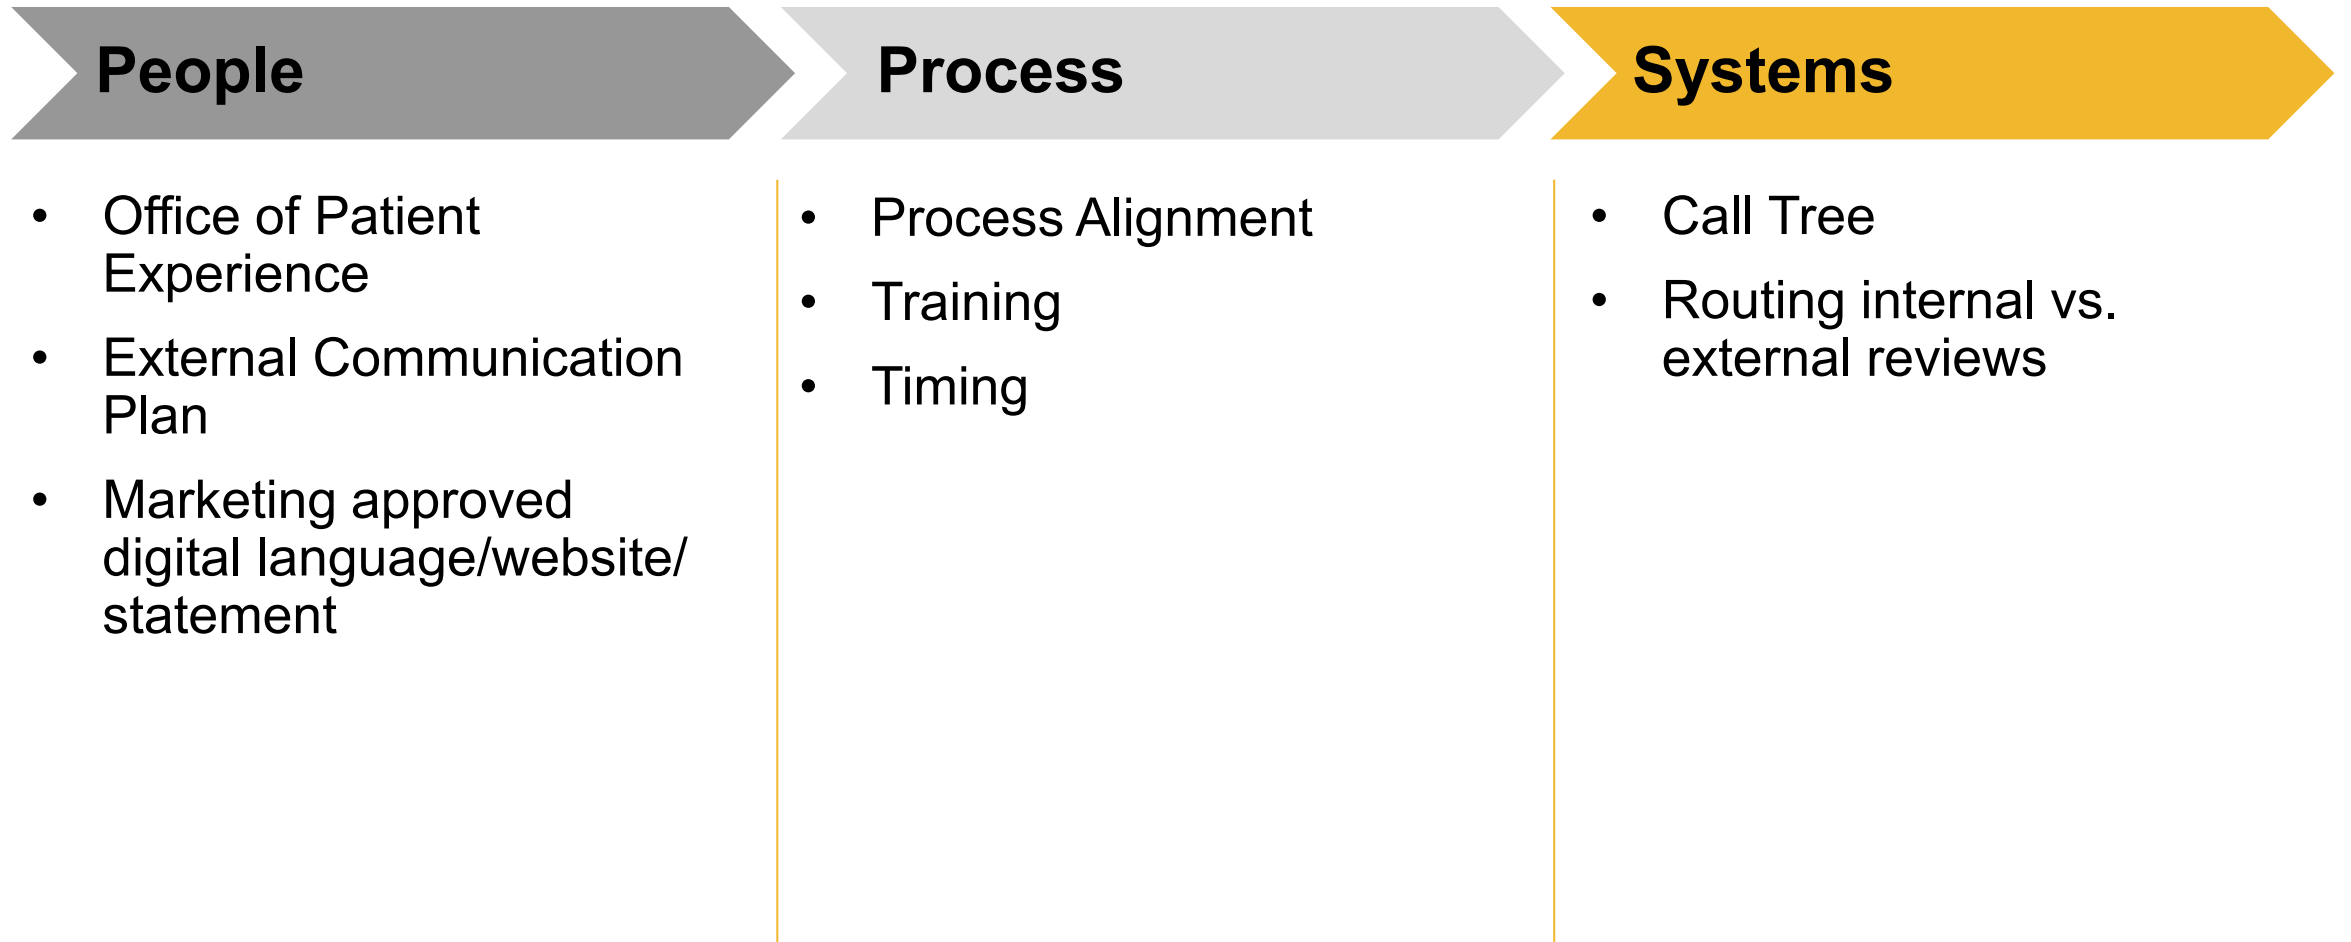 People
Process
Systems
• Office of Patient
Experience
• External Communication
Plan
• Marketing approved
digital language/website/
statement
• Process Alignment
• Training
• Timing
• Call Tree
• Routing internal vs.
external reviews